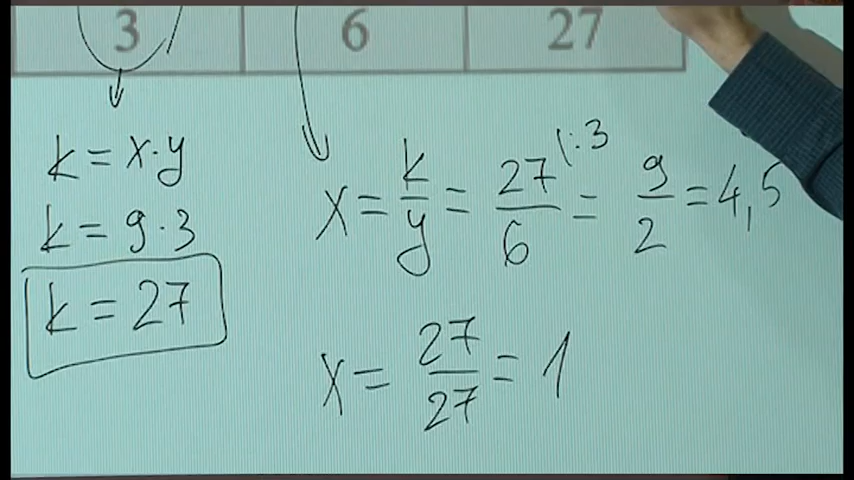 3 6 27
k = x · y
k = 9 · 3
k = 27
x = k/y = 27/6 |:3 = 9/2 = 4,5
x = 27/27 = 1